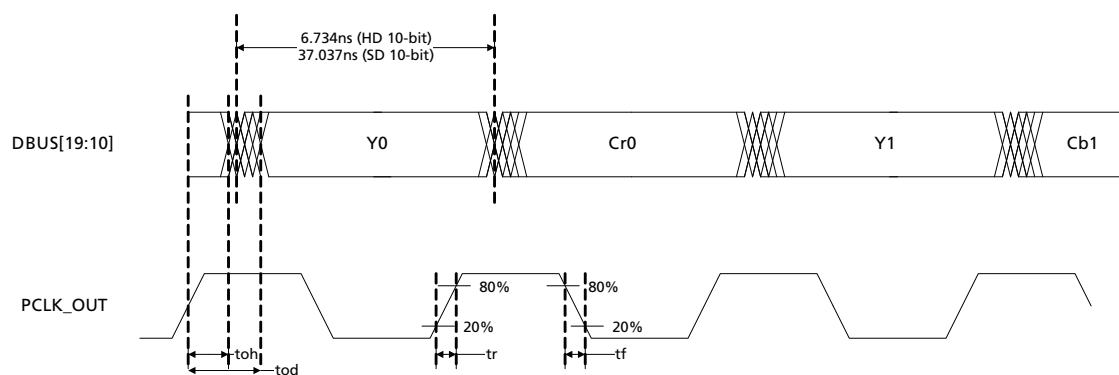 6.734ns (HD 10-bit)
37.037ns (SD 10-bit)
DBUS[19:10]
Y0
Cr0
Y1
Cb1
PCLK_OUT
80%
80%
20%
20%
toh
tr
tf
tod